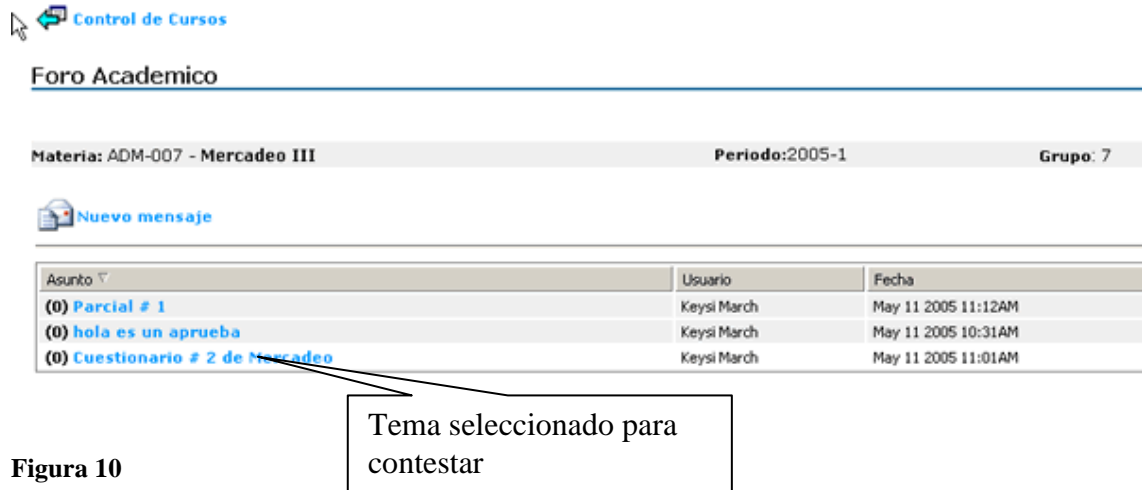 Control de Cursos
Foro Academico
Materia: ADM-007 - Mercadeo III Periodo:2005-1 Grupo: 7
Nuevo mensaje
Asunto Usuario Fecha
(0) Parcial # 1 Keysi March May 11 2005 11:12AM
(0) hola es un aprueba Keysi March May 11 2005 10:31AM
(0) Cuestionario # 2 de Mercadeo Keysi March May 11 2005 11:01AM
Tema seleccionado para
contestar
Figura 10